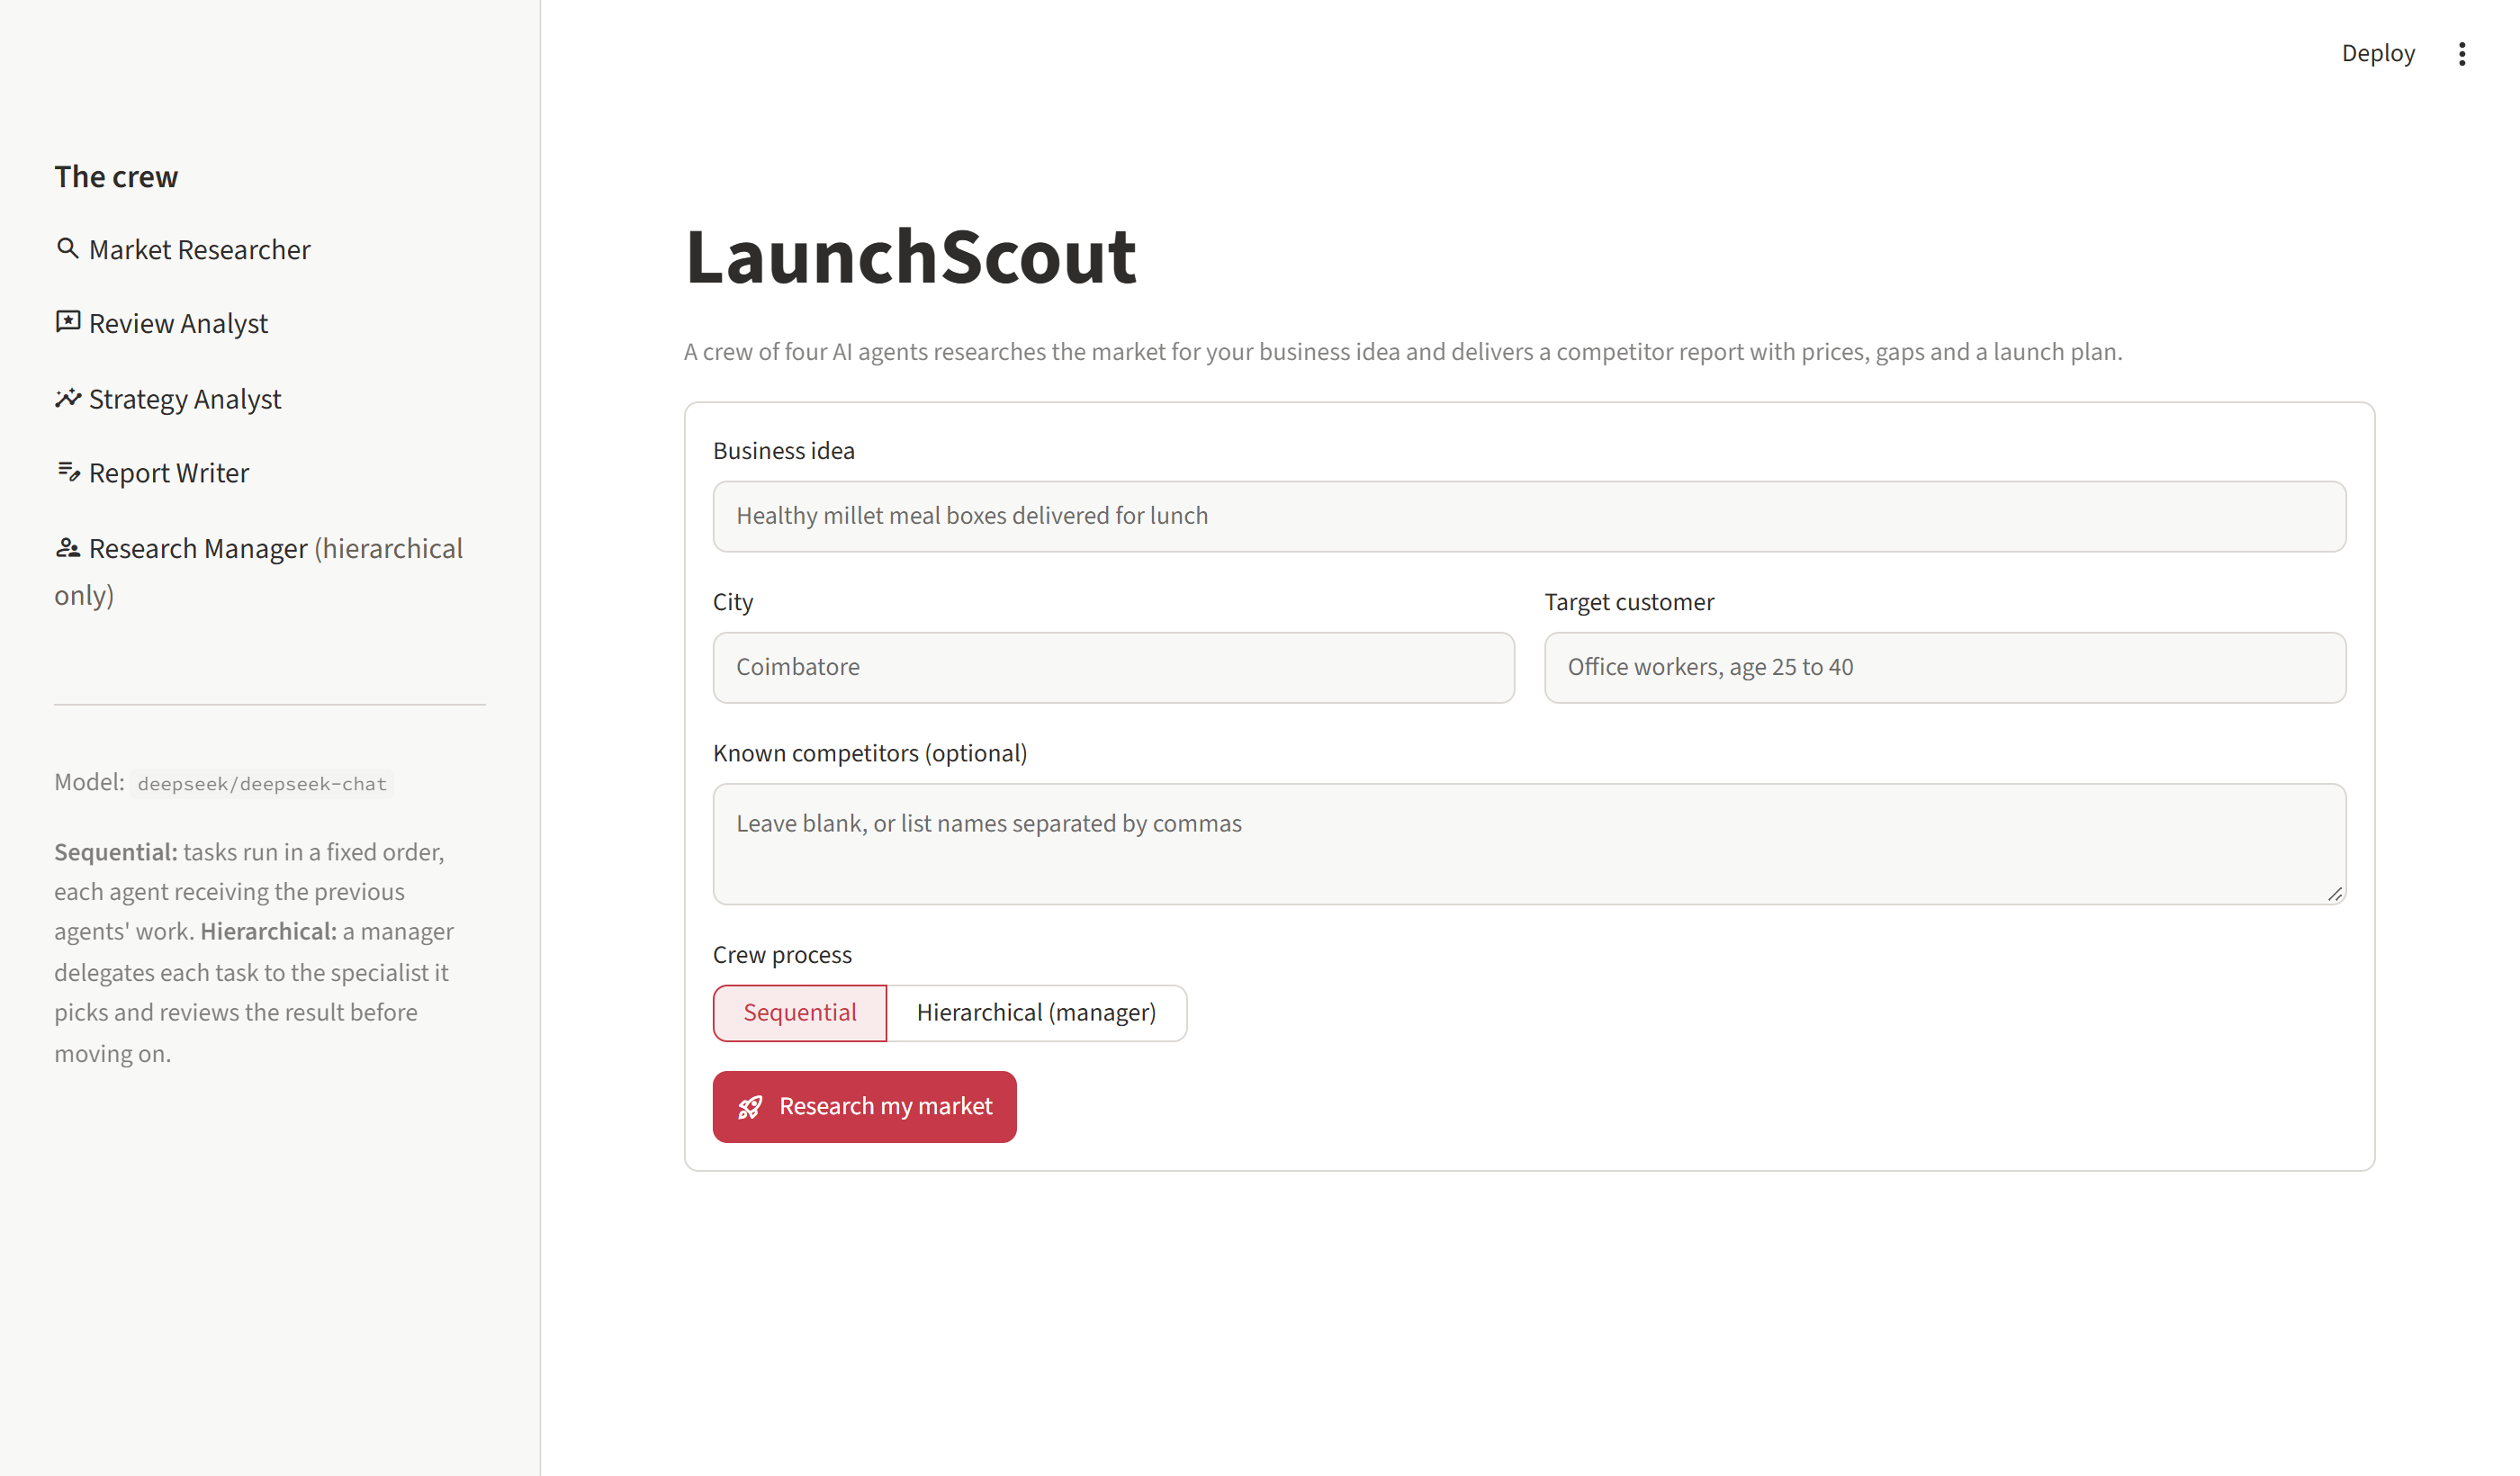 Deploy
The crew
Market Researcher
Review Analyst
Strategy Analyst
Report Writer
Research Manager (hierarchical
only)
Model: deepseek/deepseek-chat
Sequential: tasks run in a fixed order,
each agent receiving the previous
agents' work. Hierarchical: a manager
delegates each task to the specialist it
picks and reviews the result before
moving on.
LaunchScout
A crew of four AI agents researches the market for your business idea and delivers a competitor report with prices, gaps and a launch plan.
Business idea
Healthy millet meal boxes delivered for lunch
City
Coimbatore
Target customer
Office workers, age 25 to 40
Known competitors (optional)
Leave blank, or list names separated by commas
Crew process
Sequential
Hierarchical (manager)
Research my market